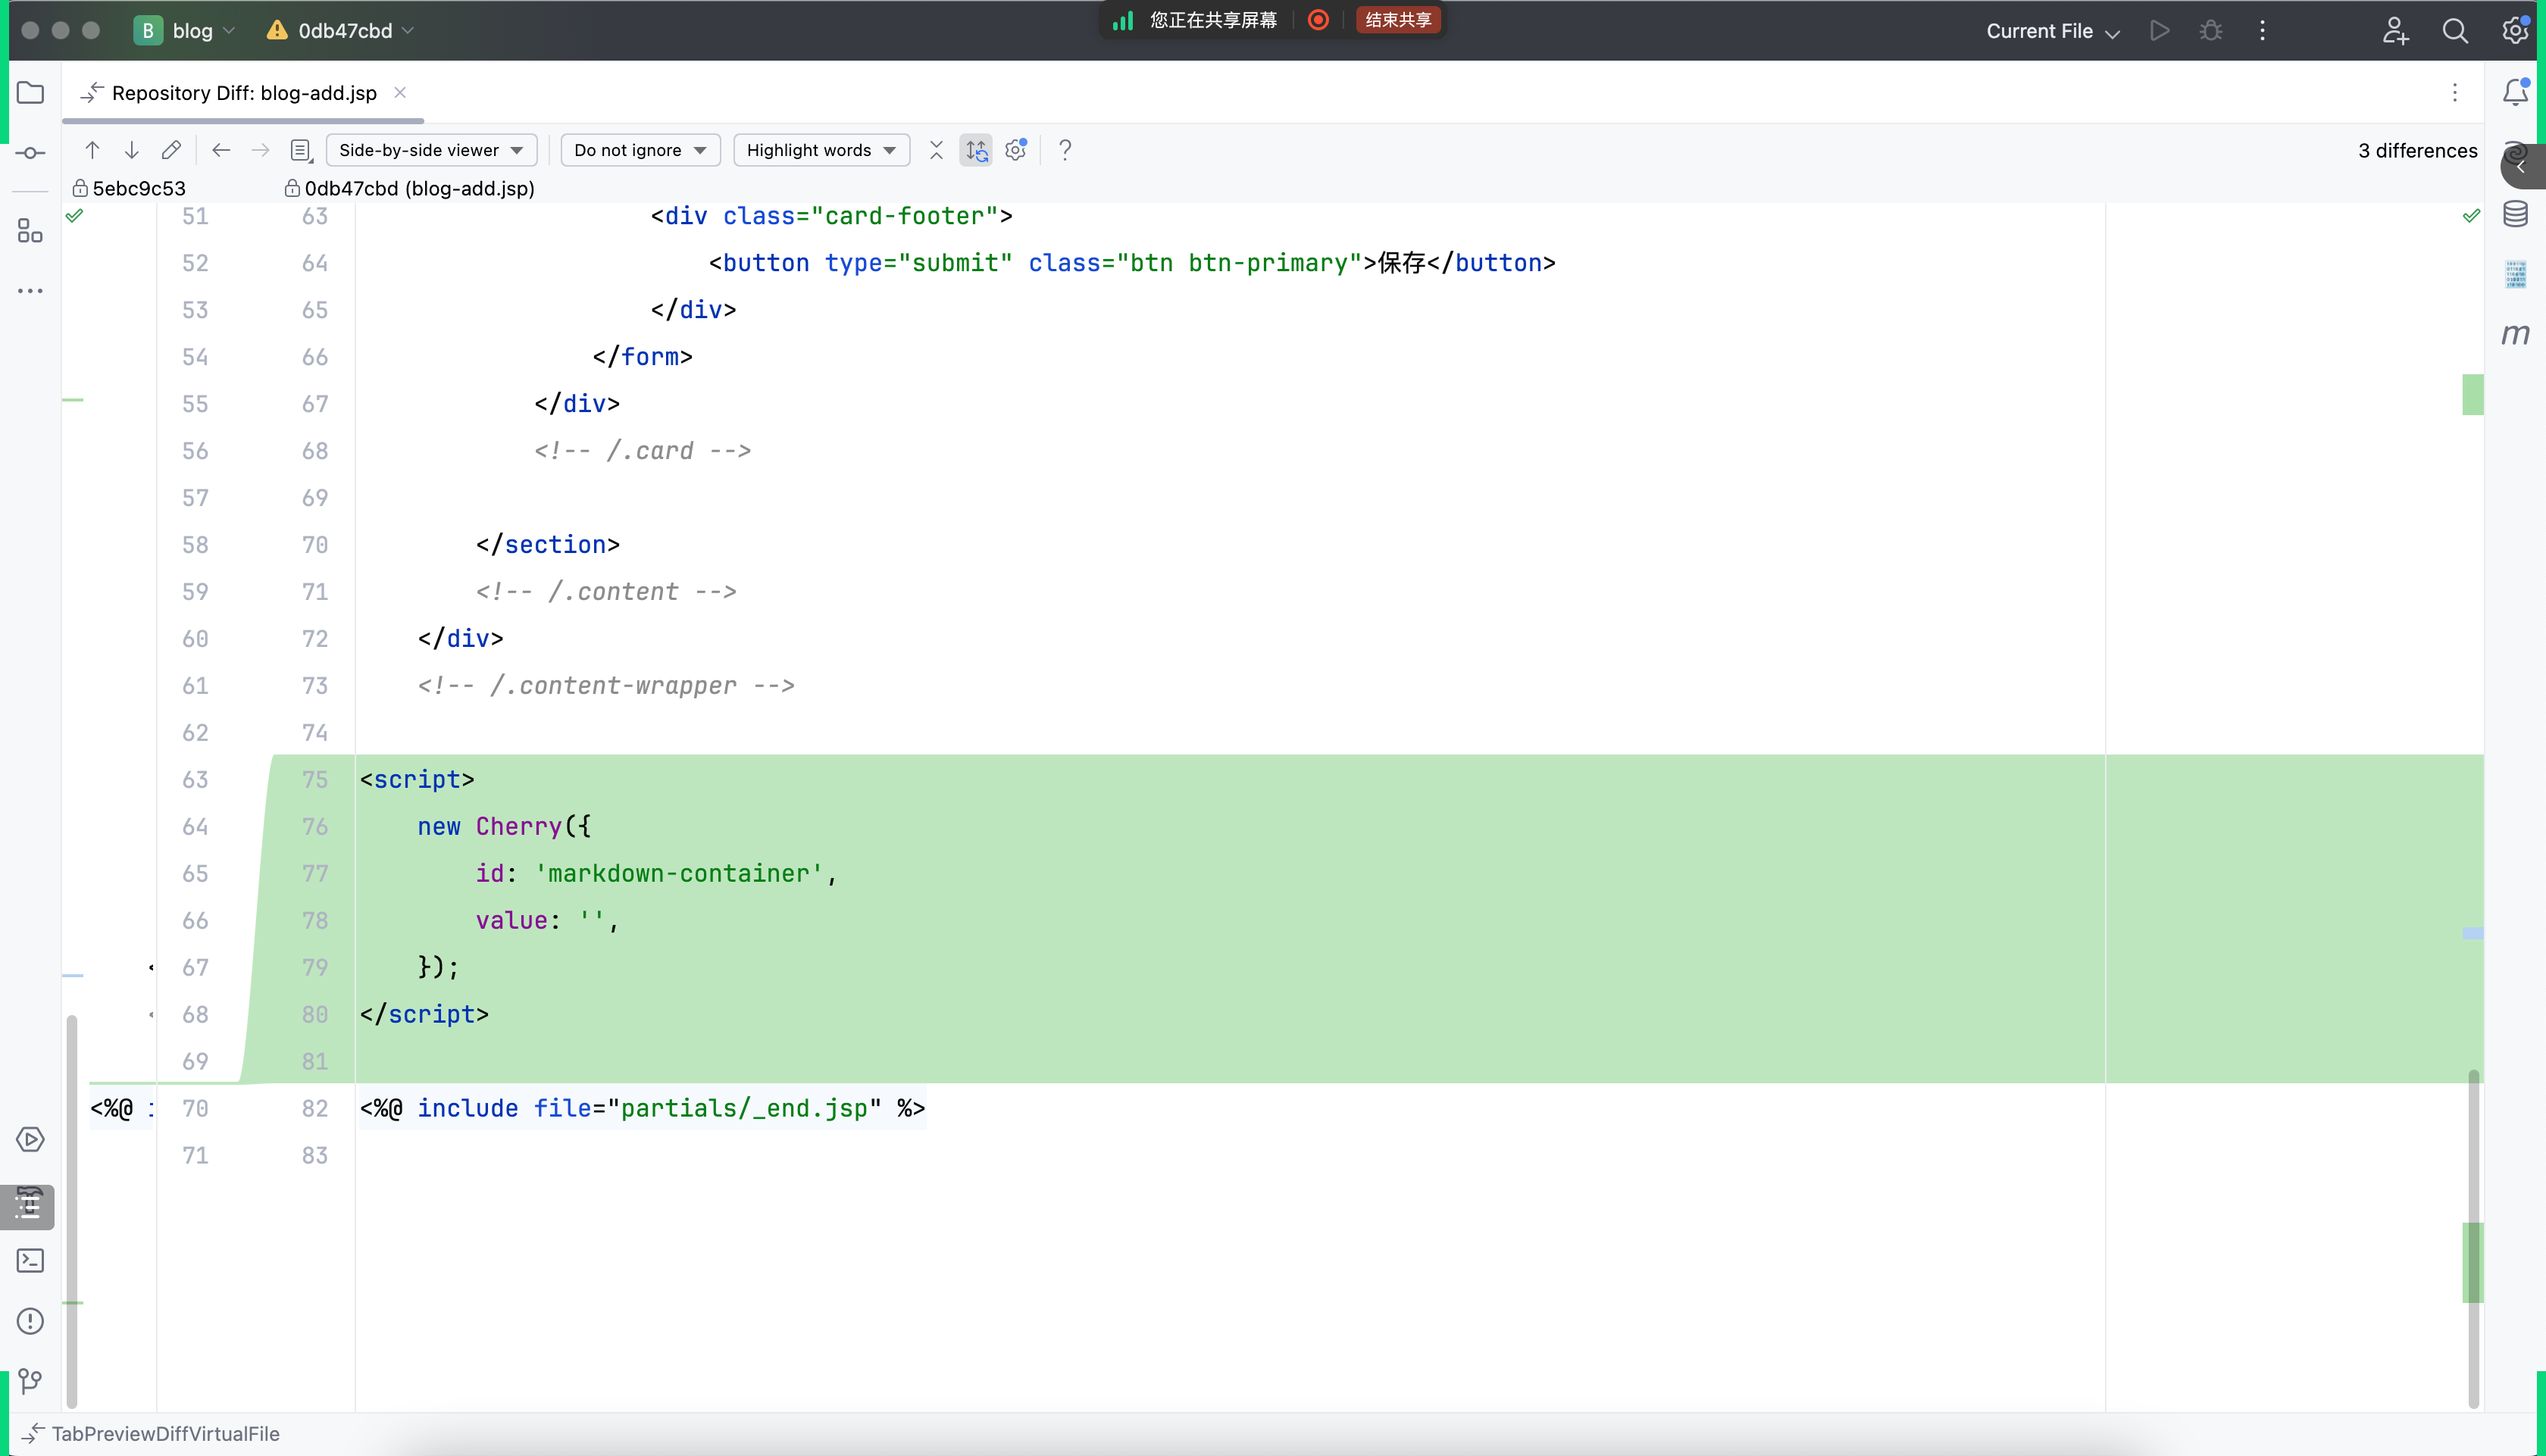 B blog 0db47cbd 您正在共享屏幕 结束共享 Current File
Repository Diff: blog-add.jsp
Side-by-side viewer Do not ignore Highlight words ? 3 differences
5ebc9c53 0db47cbd (blog-add.jsp)
51 63 <div class="card-footer">
52 64 <button type="submit" class="btn btn-primary">保存</button>
53 65 </div>
54 66 </form>
55 67 </div>
56 68 <!-- /.card -->
57 69
58 70 </section>
59 71 <!-- /.content -->
60 72 </div>
61 73 <!-- /.content-wrapper -->
62 74
63 75 <script>
64 76 new Cherry({
65 77 id: 'markdown-container',
66 78 value: '',
67 79 });
68 80 </script>
69 81
<%@ 70 82 <%@ include file="partials/_end.jsp" %>
71 83
m
TabPreviewDiffVirtualFile